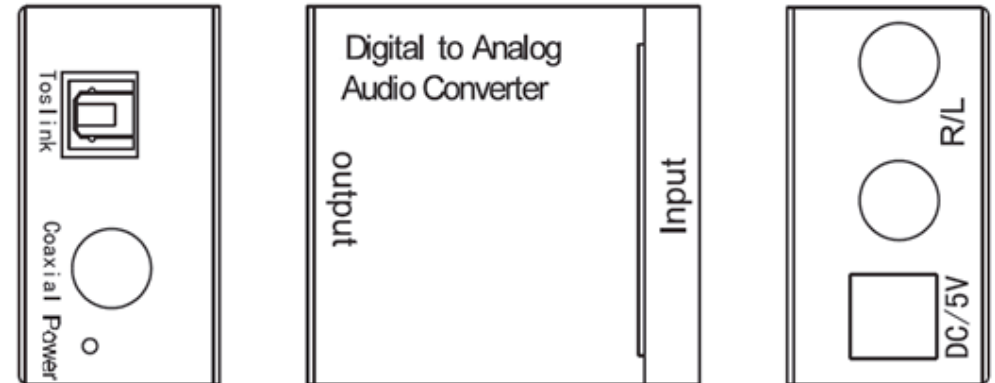 Toslink
Coaxial Power
Digital to Analog
Audio Converter
output
Input
R/L
DC/5V